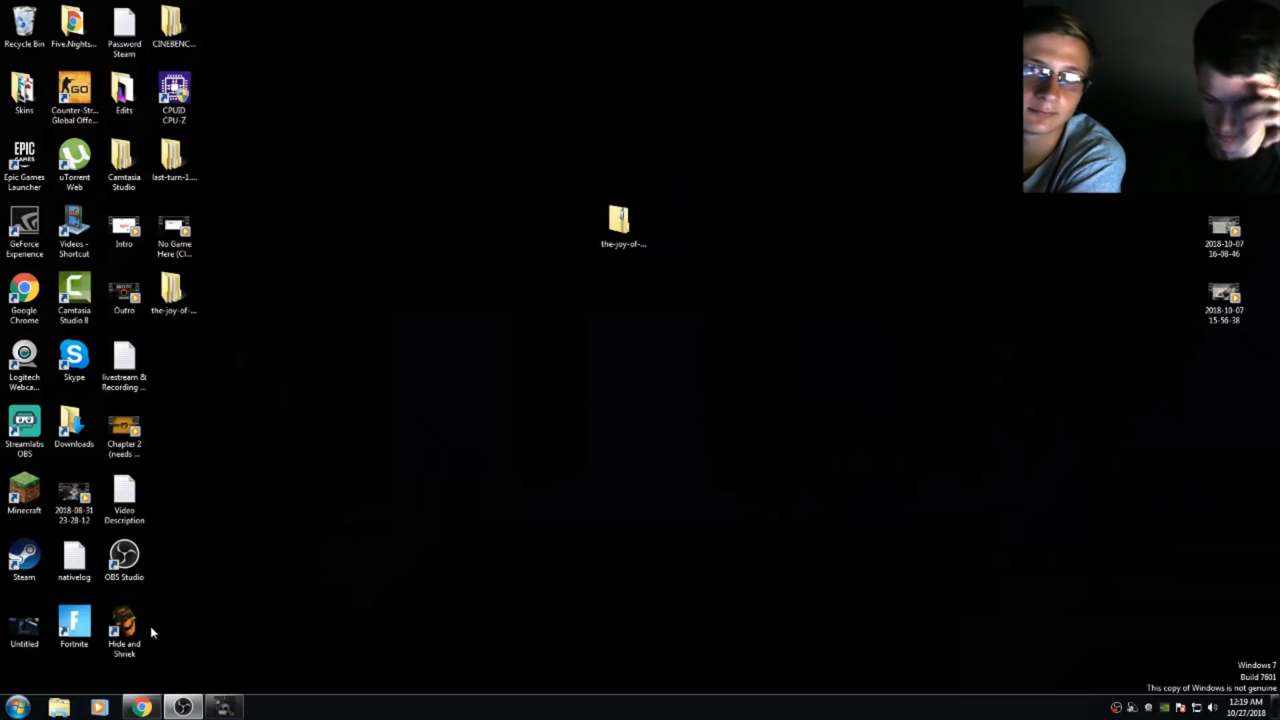 Recycle Bin
Five.Nights...
Password
Steam
CINEBENC...
Skins
GO
Counter-Str...
Global Offe...
Edits
CPUID
CPU-Z
EPIC
GAMES
Epic Games
Launcher
uTorrent
Web
Camtasia
Studio
last-turn-1....
GeForce
Experience
Videos -
Shortcut
Intro
No Game
Here (Cl...
the-joy-of-...
Google
Chrome
Camtasia
Studio 8
Outro
the-joy-of-...
Logitech
Webca...
Skype
livestream &
Recording ...
Streamlabs
OBS
Downloads
Chapter 2
(needs ...
Minecraft
2018-08-31
23-28-12
Video
Description
Steam
nativelog
OBS Studio
Untitled
Fortnite
Hide and
Shriek
2018-10-07
16-08-46
2018-10-07
15-56-38
Windows 7
Build 7601
This copy of Windows is not genuine
12:19 AM
10/27/2018